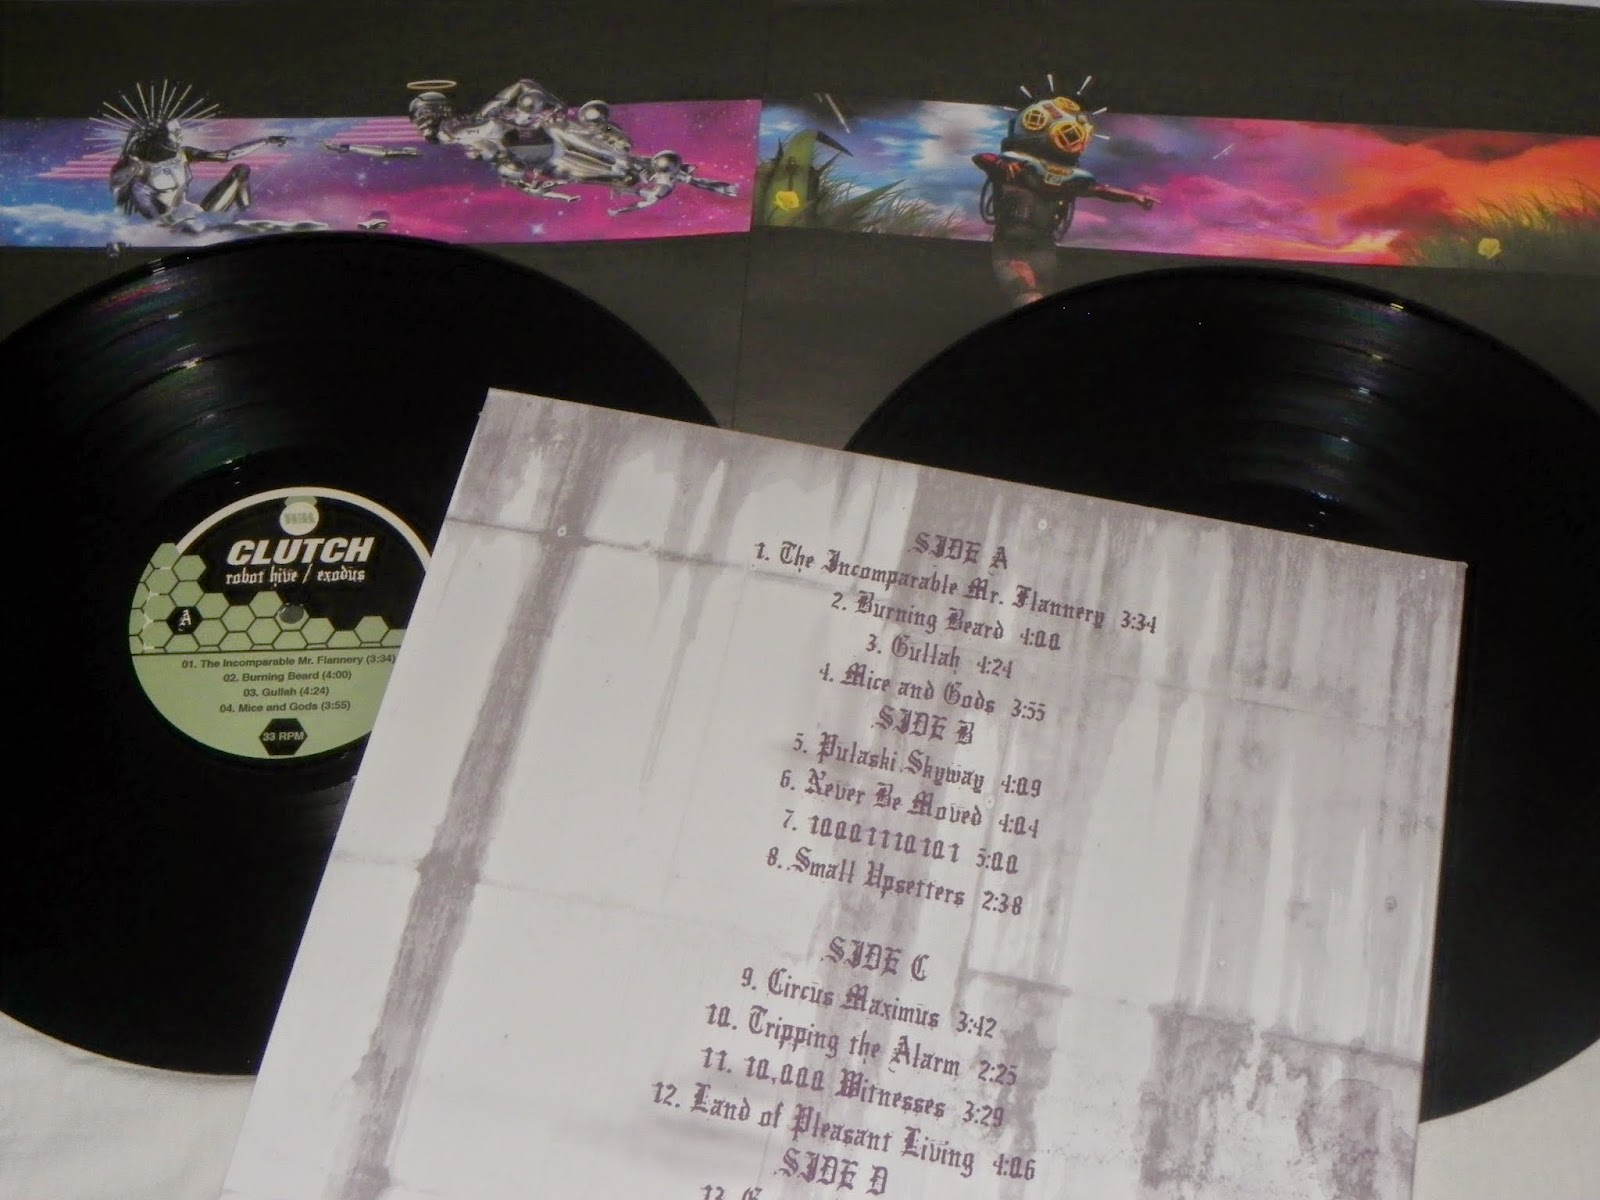 CLUTCH
robot hive / exodus
A
01. The Incomparable Mr. Flannery (3:34)
02. Burning Beard (4:00)
03. Gullah (4:24)
04. Mice and Gods (3:55)
33 RPM
SIDE A
1. The Incomparable Mr. Flannery 3:34
2. Burning Beard 4:00
3. Gullah 4:24
4. Mice and Gods 3:55
SIDE B
5. Pulaski Skyway 4:09
6. Never Be Moved 4:04
7. 10001110101 5:00
8. Small Upsetters 2:38
SIDE C
9. Circus Maximus 3:42
10. Tripping the Alarm 2:25
11. 10,000 Witnesses 3:29
12. Land of Pleasant Living 4:06
SIDE D